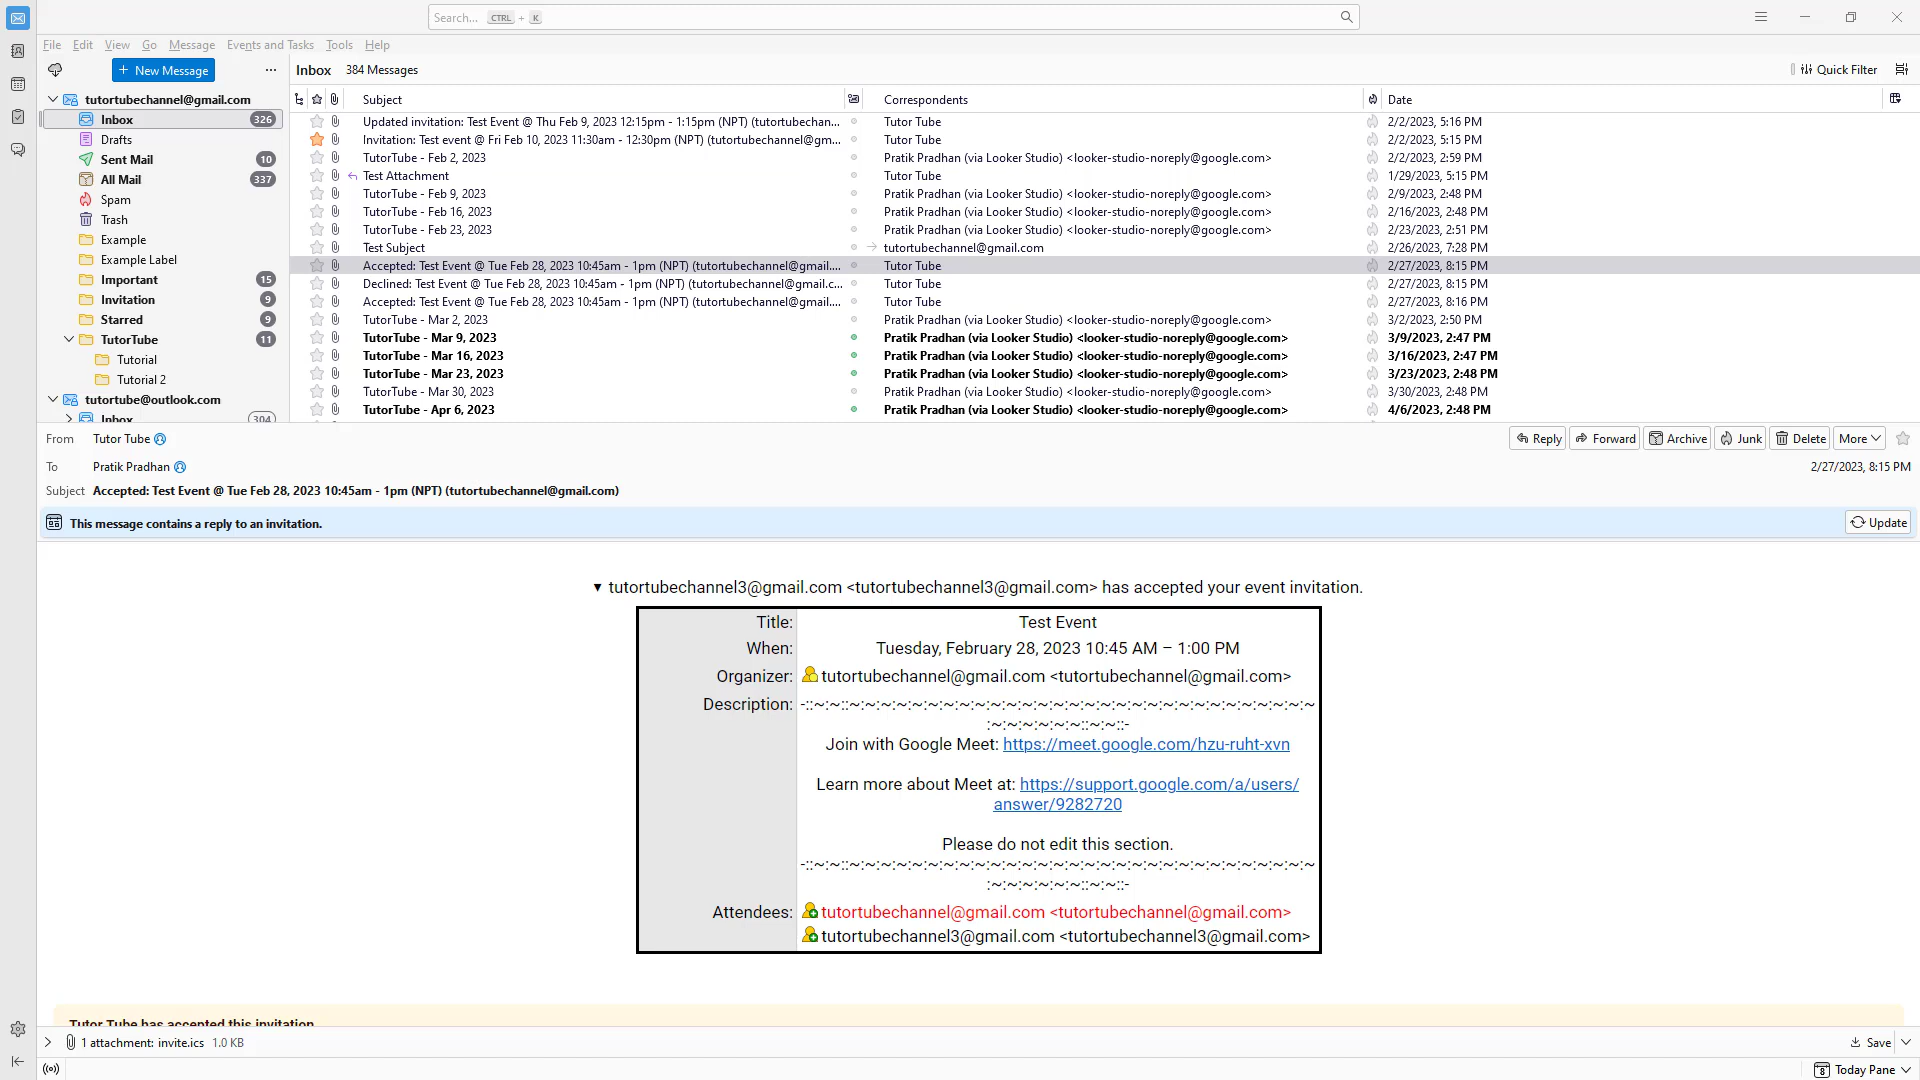 Search... CTRL + K
File Edit View Go Message Events and Tasks Tools Help
+ New Message
Inbox 384 Messages
Quick Filter
tutortubechannel@gmail.com
Inbox 326
Drafts
Sent Mail 10
All Mail 337
Spam
Trash
Example
Example Label
Important 15
Invitation 9
Starred 9
TutorTube 11
Tutorial
Tutorial 2
tutortube@outlook.com
Inbox 304
Subject Correspondents Date
Updated invitation: Test Event @ Thu Feb 9, 2023 12:15pm - 1:15pm (NPT) (tutortubechan... Tutor Tube 2/2/2023, 5:16 PM
Invitation: Test event @ Fri Feb 10, 2023 11:30am - 12:30pm (NPT) (tutortubechannel@gm... Tutor Tube 2/2/2023, 5:15 PM
TutorTube - Feb 2, 2023 Pratik Pradhan (via Looker Studio) <looker-studio-noreply@google.com> 2/2/2023, 2:59 PM
Test Attachment Tutor Tube 1/29/2023, 5:15 PM
TutorTube - Feb 9, 2023 Pratik Pradhan (via Looker Studio) <looker-studio-noreply@google.com> 2/9/2023, 2:48 PM
TutorTube - Feb 16, 2023 Pratik Pradhan (via Looker Studio) <looker-studio-noreply@google.com> 2/16/2023, 2:48 PM
TutorTube - Feb 23, 2023 Pratik Pradhan (via Looker Studio) <looker-studio-noreply@google.com> 2/23/2023, 2:51 PM
Test Subject tutortubechannel@gmail.com 2/26/2023, 7:28 PM
Accepted: Test Event @ Tue Feb 28, 2023 10:45am - 1pm (NPT) (tutortubechannel@gmail.... Tutor Tube 2/27/2023, 8:15 PM
Declined: Test Event @ Tue Feb 28, 2023 10:45am - 1pm (NPT) (tutortubechannel@gmail.c... Tutor Tube 2/27/2023, 8:15 PM
Accepted: Test Event @ Tue Feb 28, 2023 10:45am - 1pm (NPT) (tutortubechannel@gmail.... Tutor Tube 2/27/2023, 8:16 PM
TutorTube - Mar 2, 2023 Pratik Pradhan (via Looker Studio) <looker-studio-noreply@google.com> 3/2/2023, 2:50 PM
TutorTube - Mar 9, 2023 Pratik Pradhan (via Looker Studio) <looker-studio-noreply@google.com> 3/9/2023, 2:47 PM
TutorTube - Mar 16, 2023 Pratik Pradhan (via Looker Studio) <looker-studio-noreply@google.com> 3/16/2023, 2:47 PM
TutorTube - Mar 23, 2023 Pratik Pradhan (via Looker Studio) <looker-studio-noreply@google.com> 3/23/2023, 2:48 PM
TutorTube - Mar 30, 2023 Pratik Pradhan (via Looker Studio) <looker-studio-noreply@google.com> 3/30/2023, 2:48 PM
TutorTube - Apr 6, 2023 Pratik Pradhan (via Looker Studio) <looker-studio-noreply@google.com> 4/6/2023, 2:48 PM
From Tutor Tube
Reply Forward Archive Junk Delete More
To Pratik Pradhan 2/27/2023, 8:15 PM
Subject Accepted: Test Event @ Tue Feb 28, 2023 10:45am - 1pm (NPT) (tutortubechannel@gmail.com)
This message contains a reply to an invitation. Update
▾ tutortubechannel3@gmail.com <tutortubechannel3@gmail.com> has accepted your event invitation.
Title: Test Event
When: Tuesday, February 28, 2023 10:45 AM – 1:00 PM
Organizer: tutortubechannel@gmail.com <tutortubechannel@gmail.com>
Description: -::~:~::~:~:~:~:~:~:~:~:~:~:~:~:~:~:~:~:~:~:~:~:~:~:~:~:~:~:~:~:~:~:~
:~:~:~:~:~:~::~:~::-
Join with Google Meet: https://meet.google.com/hzu-ruht-xvn
Learn more about Meet at: https://support.google.com/a/users/
answer/9282720
Please do not edit this section.
-::~:~::~:~:~:~:~:~:~:~:~:~:~:~:~:~:~:~:~:~:~:~:~:~:~:~:~:~:~:~:~:~:~
:~:~:~:~:~:~::~:~::-
Attendees: tutortubechannel@gmail.com <tutortubechannel@gmail.com>
tutortubechannel3@gmail.com <tutortubechannel3@gmail.com>
Tutor Tube has accepted this invitation
1 attachment: invite.ics 1.0 KB Save
8 Today Pane